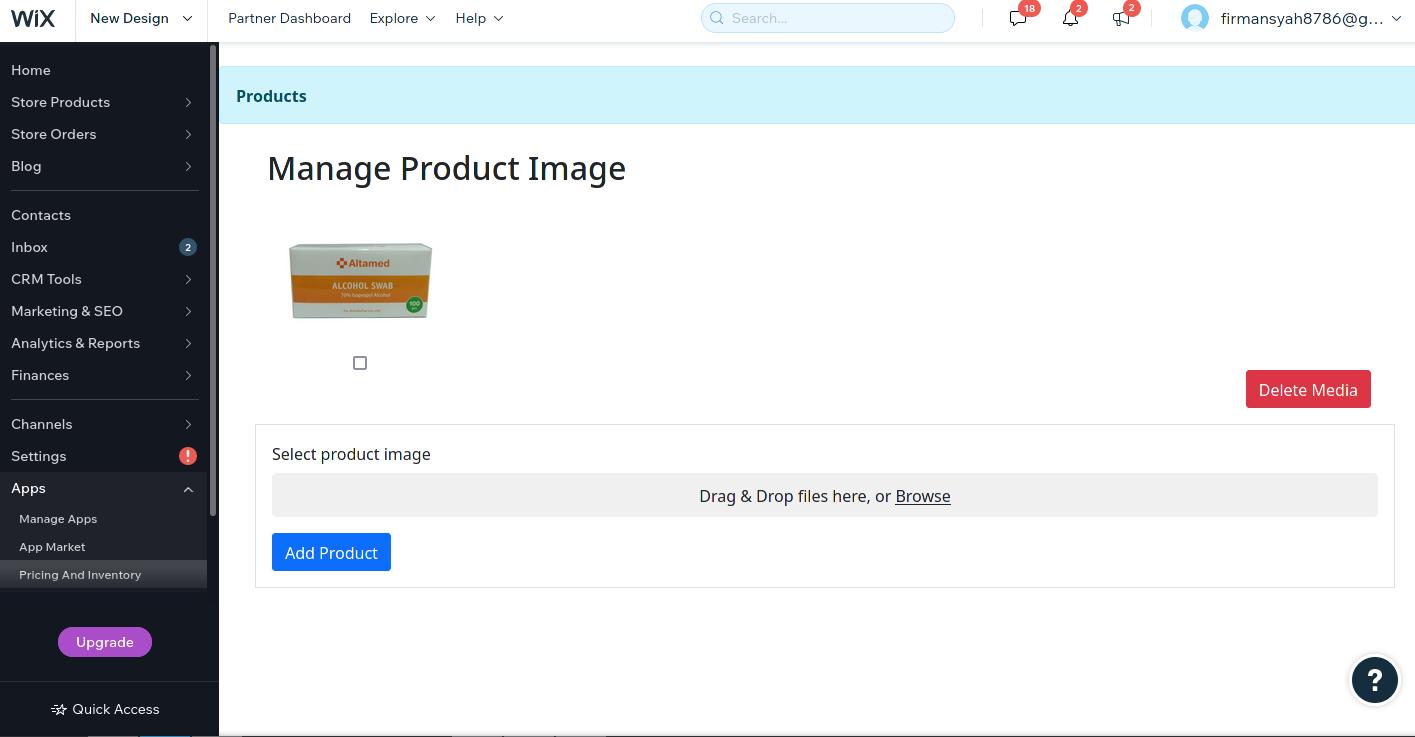 WiX
New Design
Partner Dashboard
Explore
Help
Search...
18
2
2
firmansyah8786@g...
Home
Store Products
Store Orders
Blog
Contacts
Inbox
2
CRM Tools
Marketing & SEO
Analytics & Reports
Finances
Channels
Settings
!
Apps
Manage Apps
App Market
Pricing And Inventory
Upgrade
Quick Access
Products
Manage Product Image
Altamed
ALCOHOL SWAB
70% Isopropyl Alcohol
100
Delete Media
Select product image
Drag & Drop files here, or Browse
Add Product
?